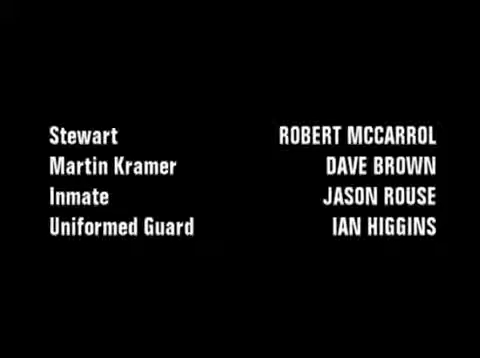 Stewart ROBERT MCCARROL
Martin Kramer DAVE BROWN
Inmate JASON ROUSE
Uniformed Guard IAN HIGGINS